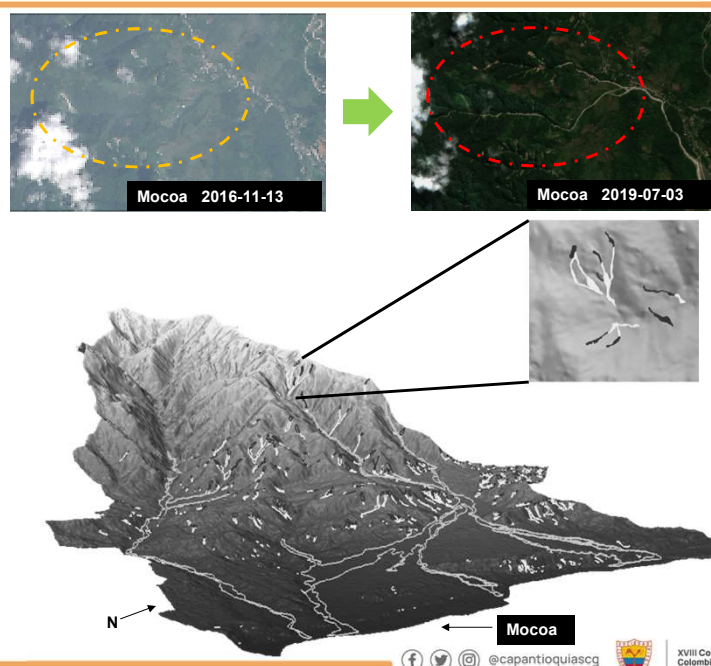 Mocoa 2016-11-13
Mocoa 2019-07-03
N
Mocoa
@capantioquiascg
XVIII Co
Colombi